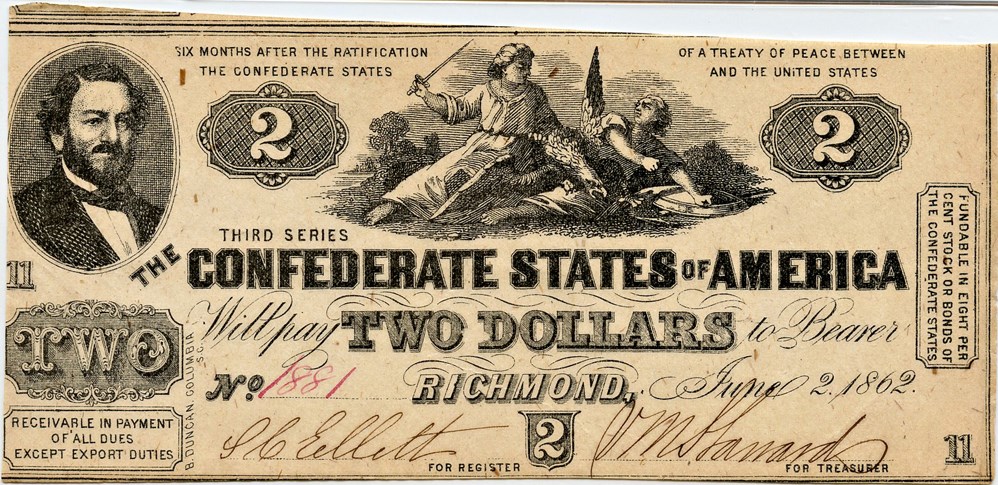 SIX MONTHS AFTER THE RATIFICATION
OF A TREATY OF PEACE BETWEEN
THE CONFEDERATE STATES
AND THE UNITED STATES
2
2
THIRD SERIES
11
THE CONFEDERATE STATES OF AMERICA
Will pay TWO DOLLARS to Bearer
TWO
No. 1881
RICHMOND, June 2. 1862.
FUNDABLE IN EIGHT PER
CENT STOCK OR BONDS OF
THE CONFEDERATE STATES.
B. DUNCAN. COLUMBIA
S.C.
RECEIVABLE IN PAYMENT
OF ALL DUES
EXCEPT EXPORT DUTIES
S C Ellett
FOR REGISTER
2
FOR TREASURER
11